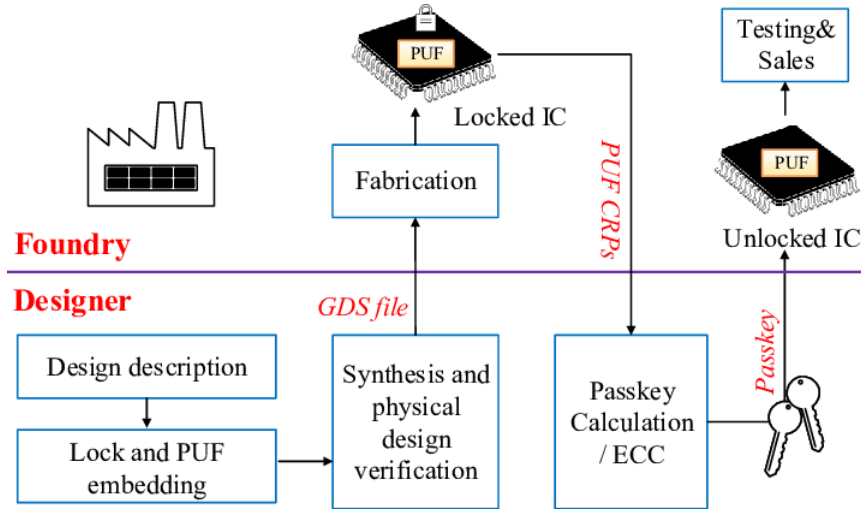 PUF
Locked IC
Testing&
Sales
PUF
Unlocked IC
Fabrication
PUF CRPs
Foundry
Designer
GDS file
Passkey
Design description
Lock and PUF
embedding
Synthesis and
physical
design
verification
Passkey
Calculation
/ ECC